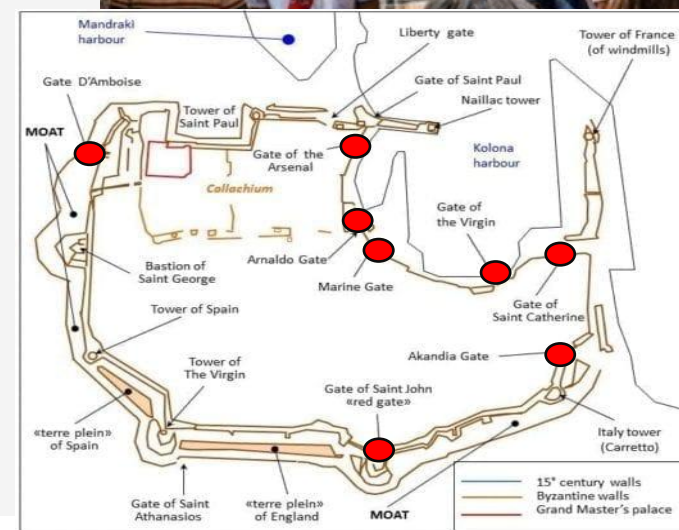 Mandraki
harbour
Liberty gate
Tower of France
(of windmills)
Gate D'Amboise
Gate of Saint Paul
Naillac tower
Tower of
Saint Paul
MOAT
Gate of the
Arsenal
Kolona
harbour
Collachium
Gate of
the Virgin
Arnaldo Gate
Bastion of
Saint George
Marine Gate
Gate of
Saint Catherine
Tower of Spain
Akandia Gate
Tower of
The Virgin
Gate of Saint John
«red gate»
«terre plein»
of Spain
Italy tower
(Carretto)
Gate of Saint
Athanasios
«terre plein»
of England
MOAT
15° century walls
Byzantine walls
Grand Master's palace